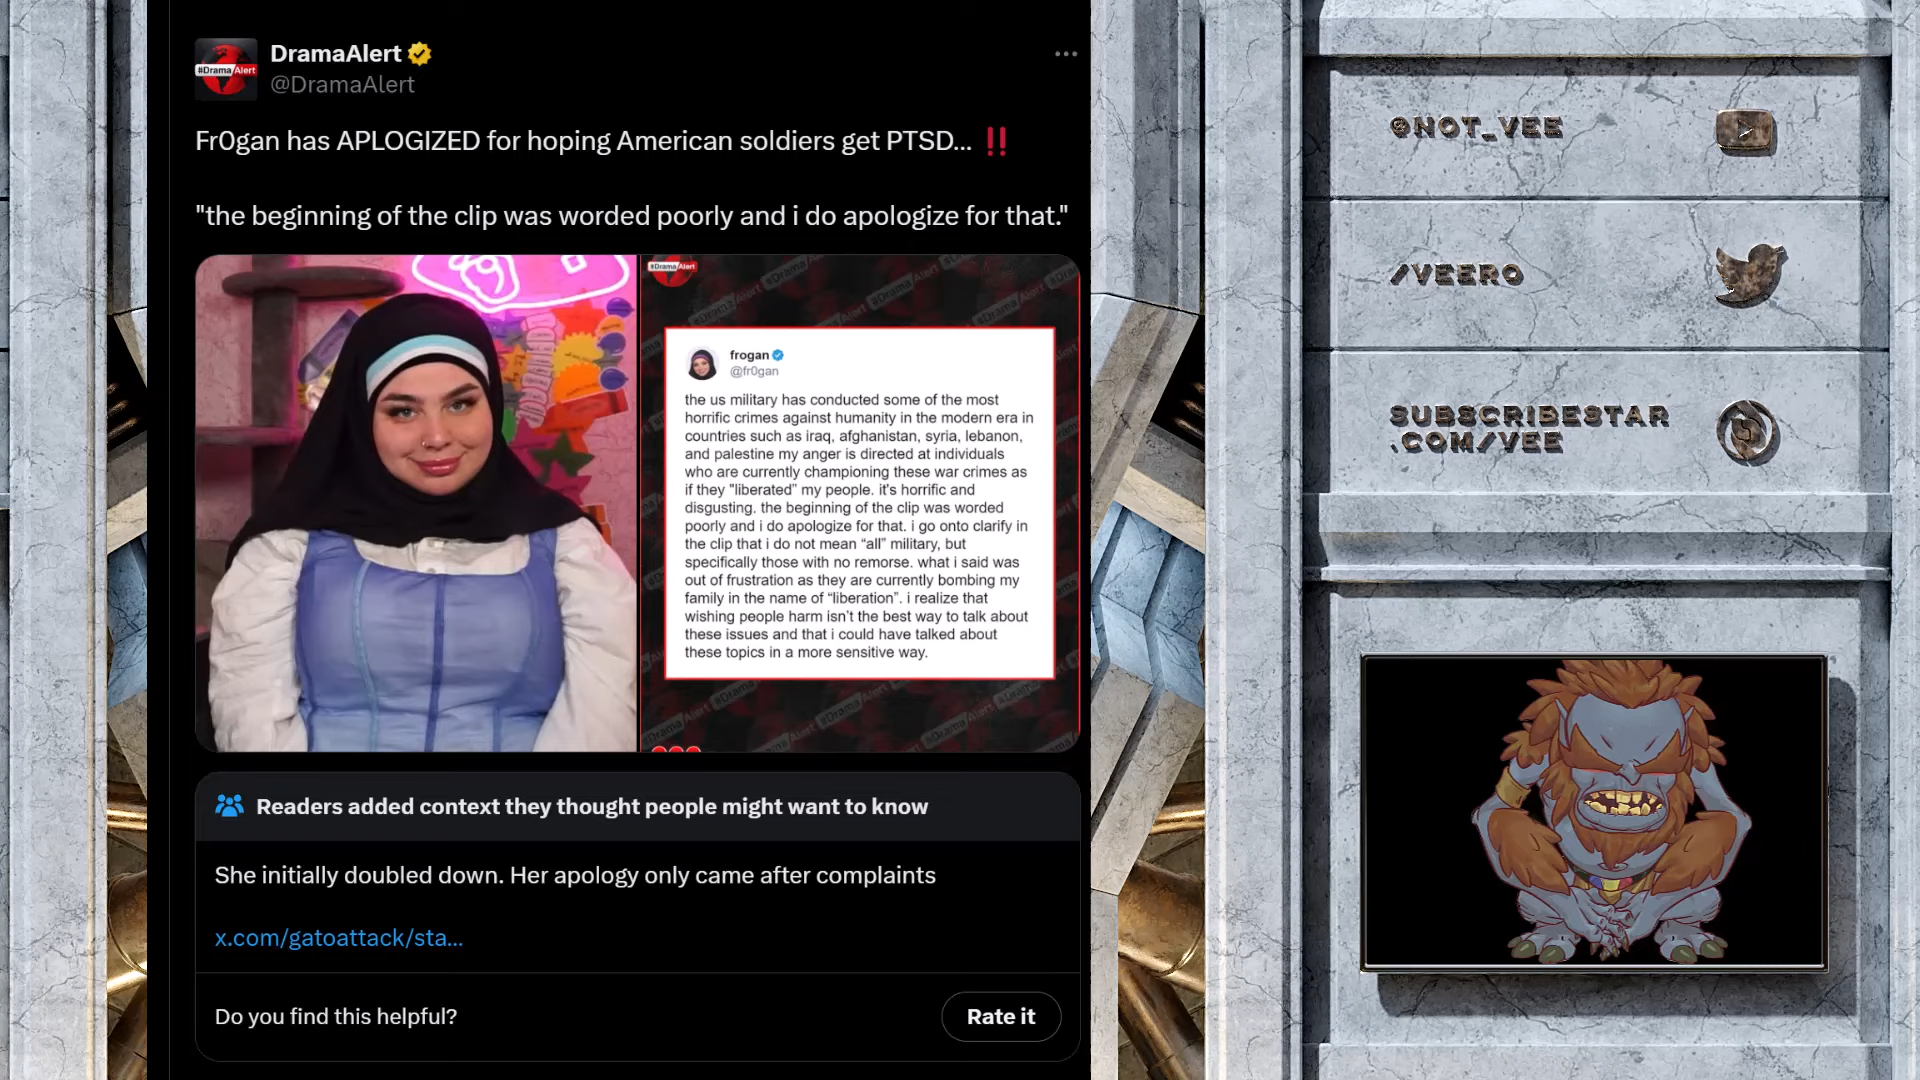 DramaAlert
@DramaAlert
#DramaAlert
Fr0gan has APLOGIZED for hoping American soldiers get PTSD... ‼
"the beginning of the clip was worded poorly and i do apologize for that."
#DramaAlert
frogan
@fr0gan
the us military has conducted some of the most
horrific crimes against humanity in the modern era in
countries such as iraq, afghanistan, syria, lebanon,
and palestine my anger is directed at individuals
who are currently championing these war crimes as
if they "liberated" my people. it's horrific and
disgusting. the beginning of the clip was worded
poorly and i do apologize for that. i go onto clarify in
the clip that i do not mean “all” military, but
specifically those with no remorse. what i said was
out of frustration as they are currently bombing my
family in the name of “liberation”. i realize that
wishing people harm isn’t the best way to talk about
these issues and that i could have talked about
these topics in a more sensitive way.
Readers added context they thought people might want to know
She initially doubled down. Her apology only came after complaints
x.com/gatoattack/sta...
Do you find this helpful?
Rate it
@NOT_VEE
/VEERO
SUBSCRIBESTAR
.COM/VEE